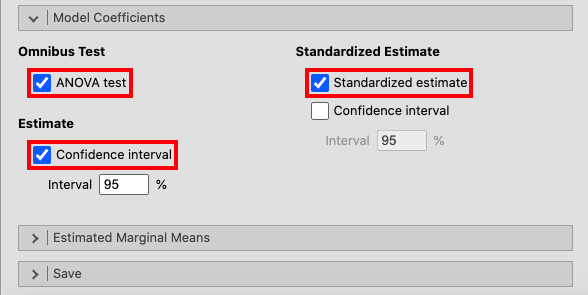 Model Coefficients
Omnibus Test
ANOVA test
Estimate
Confidence interval
Interval 95 %
Standardized Estimate
Standardized estimate
Confidence interval
Interval 95 %
Estimated Marginal Means
Save